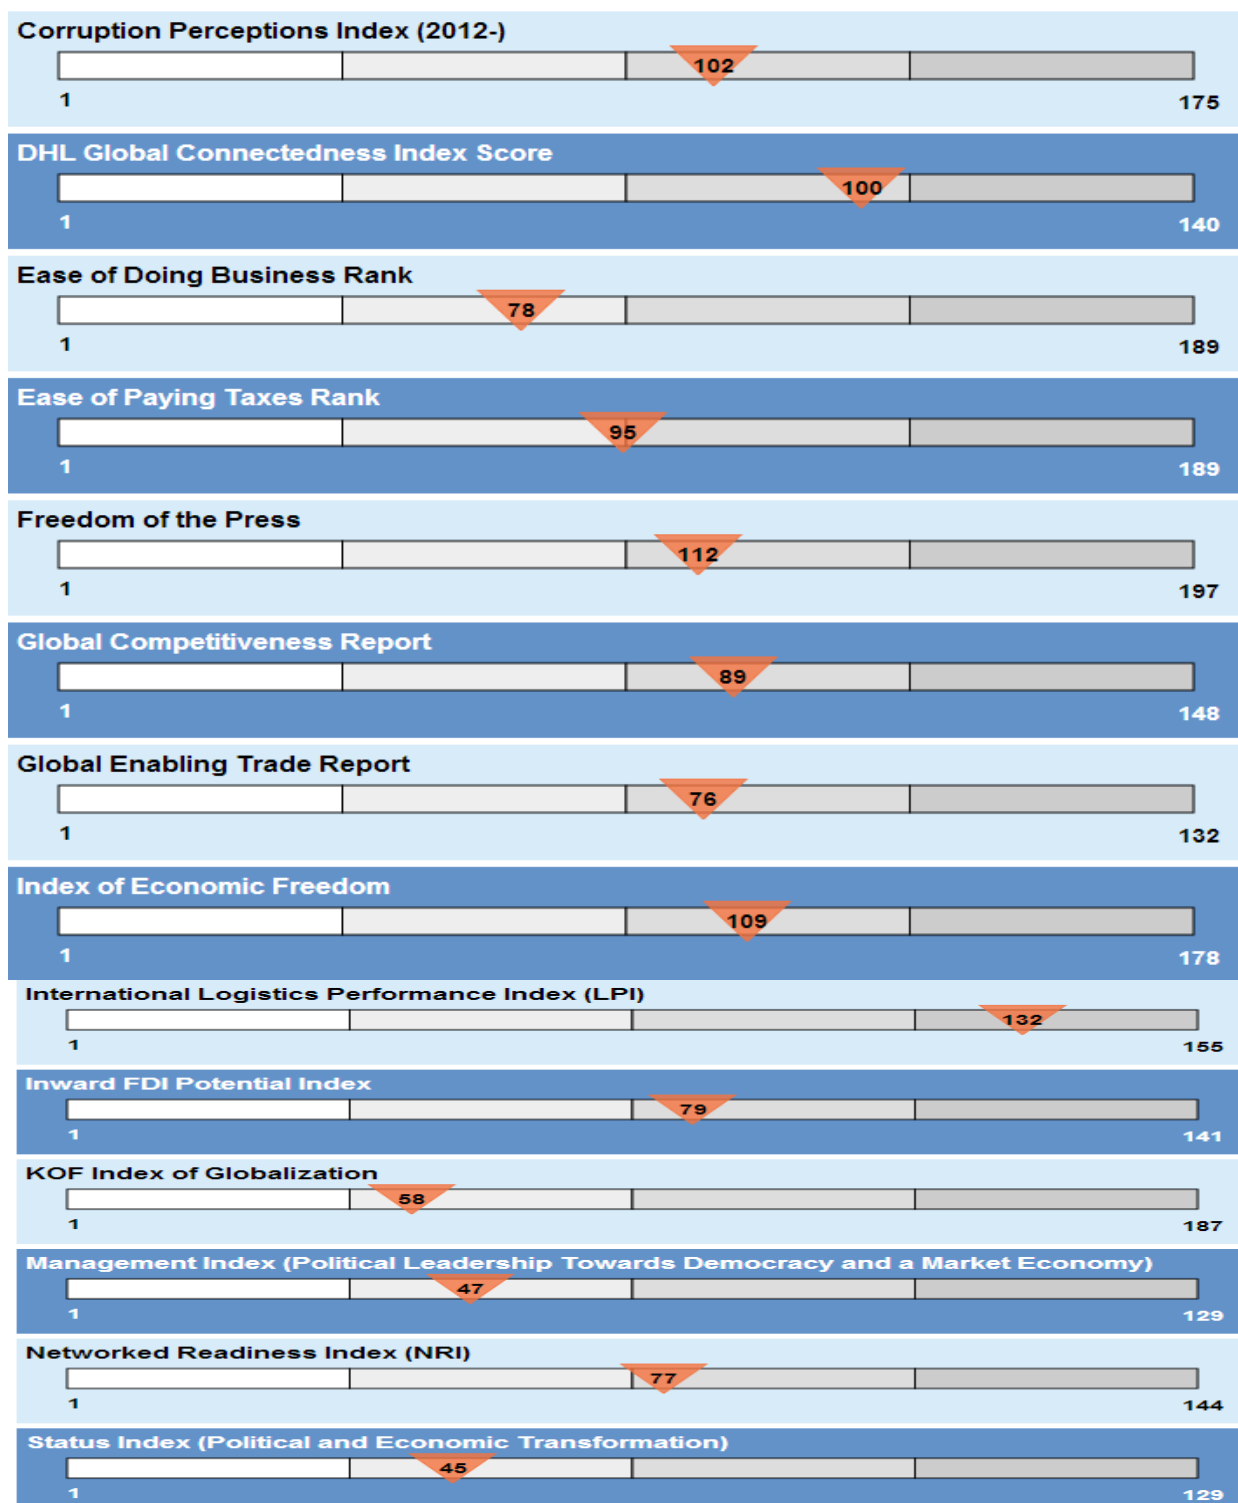 Corruption Perceptions Index (2012-)
102
1 175
DHL Global Connectedness Index Score
100
1 140
Ease of Doing Business Rank
78
1 189
Ease of Paying Taxes Rank
95
1 189
Freedom of the Press
112
1 197
Global Competitiveness Report
89
1 148
Global Enabling Trade Report
76
1 132
Index of Economic Freedom
109
1 178
International Logistics Performance Index (LPI)
132
1 155
Inward FDI Potential Index
79
1 141
KOF Index of Globalization
58
1 187
Management Index (Political Leadership Towards Democracy and a Market Economy)
47
1 129
Networked Readiness Index (NRI)
77
1 144
Status Index (Political and Economic Transformation)
45
1 129